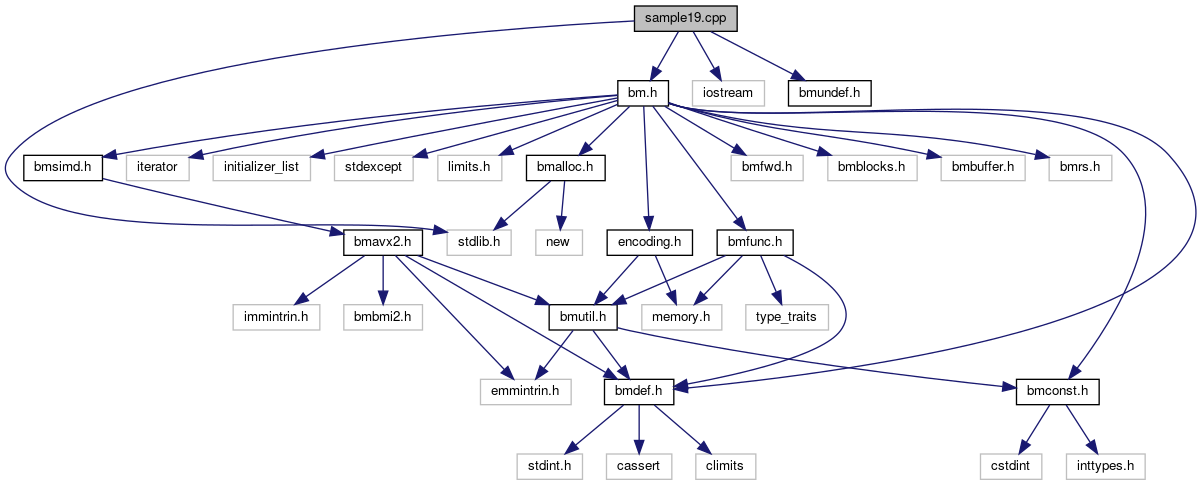 sample19.cpp
bm.h
iostream
bmundef.h
bmsimd.h
iterator
initializer_list
stdexcept
limits.h
bmalloc.h
bmfwd.h
bmblocks.h
bmbuffer.h
bmrs.h
bmavx2.h
stdlib.h
new
encoding.h
bmfunc.h
immintrin.h
bmbmi2.h
bmutil.h
memory.h
type_traits
emmintrin.h
bmdef.h
bmconst.h
stdint.h
cassert
climits
cstdint
inttypes.h